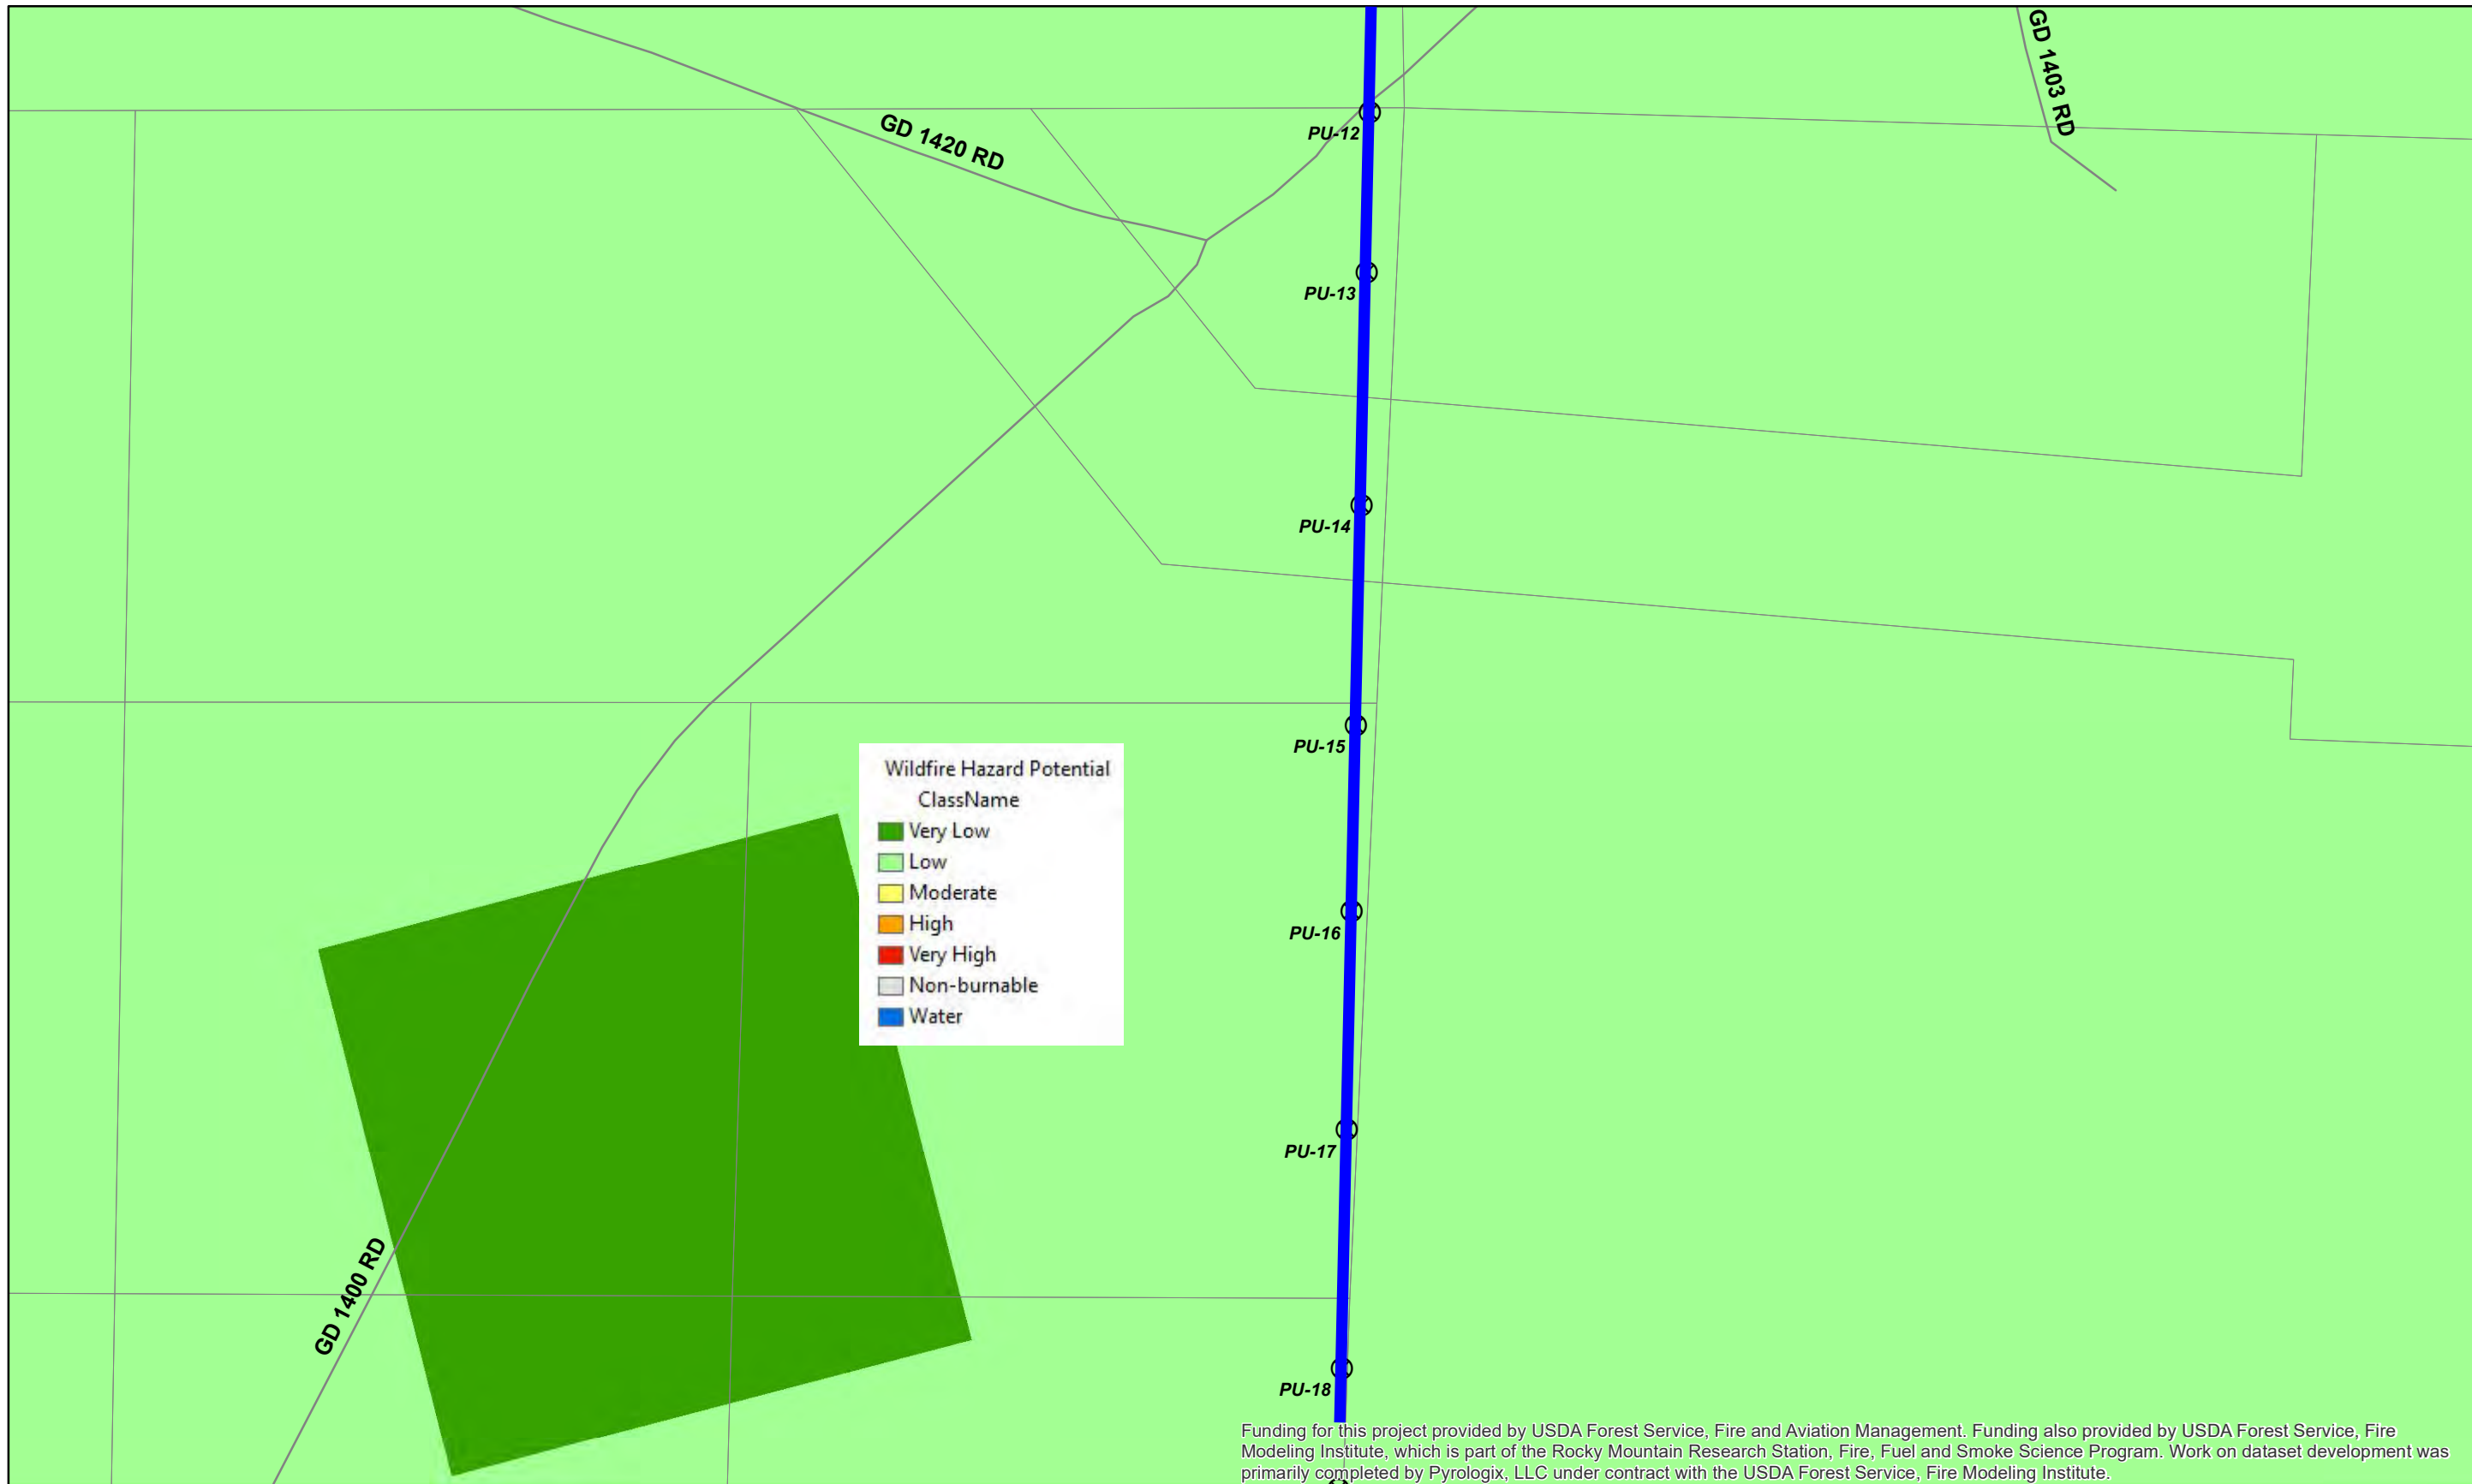 GD 1403 RD
GD 1420 RD
PU-12
PU-13
PU-14
PU-15
Wildfire Hazard Potential
ClassName
Very Low
Low
Moderate
High
Very High
Non-burnable
Water
PU-16
PU-17
GD 1400 RD
PU-18
Funding for this project provided by USDA Forest Service, Fire and Aviation Management. Funding also provided by USDA Forest Service, Fire
Modeling Institute, which is part of the Rocky Mountain Research Station, Fire, Fuel and Smoke Science Program. Work on dataset development was
primarily completed by Pyrologix, LLC under contract with the USDA Forest Service, Fire Modeling Institute.